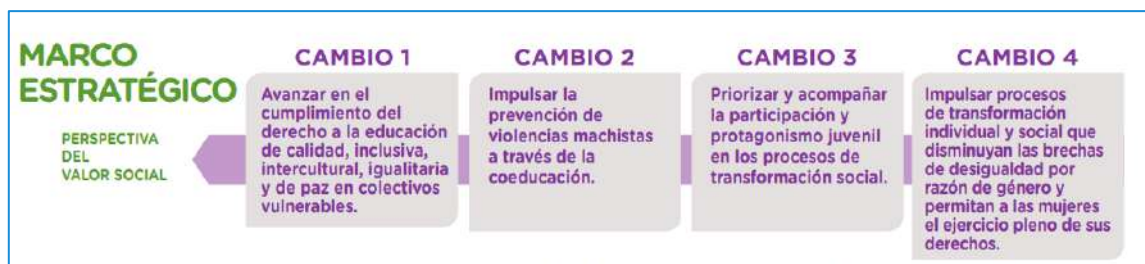 MARCO
ESTRATÉGICO
PERSPECTIVA
DEL
VALOR SOCIAL
CAMBIO 1
Avanzar en el
cumplimiento del
derecho a la educación
de calidad, inclusiva,
intercultural, igualitaria
y de paz en colectivos
vulnerables.
CAMBIO 2
Impulsar la
prevención de
violencias machistas
a través de la
coeducación.
CAMBIO 3
Priorizar y acompañar
la participación y
protagonismo juvenil
en los procesos de
transformación social.
CAMBIO 4
Impulsar procesos
de transformación
individual y social que
disminuyan las brechas
de desigualdad por
razón de género y
permitan a las mujeres
el ejercicio pleno de sus
derechos.